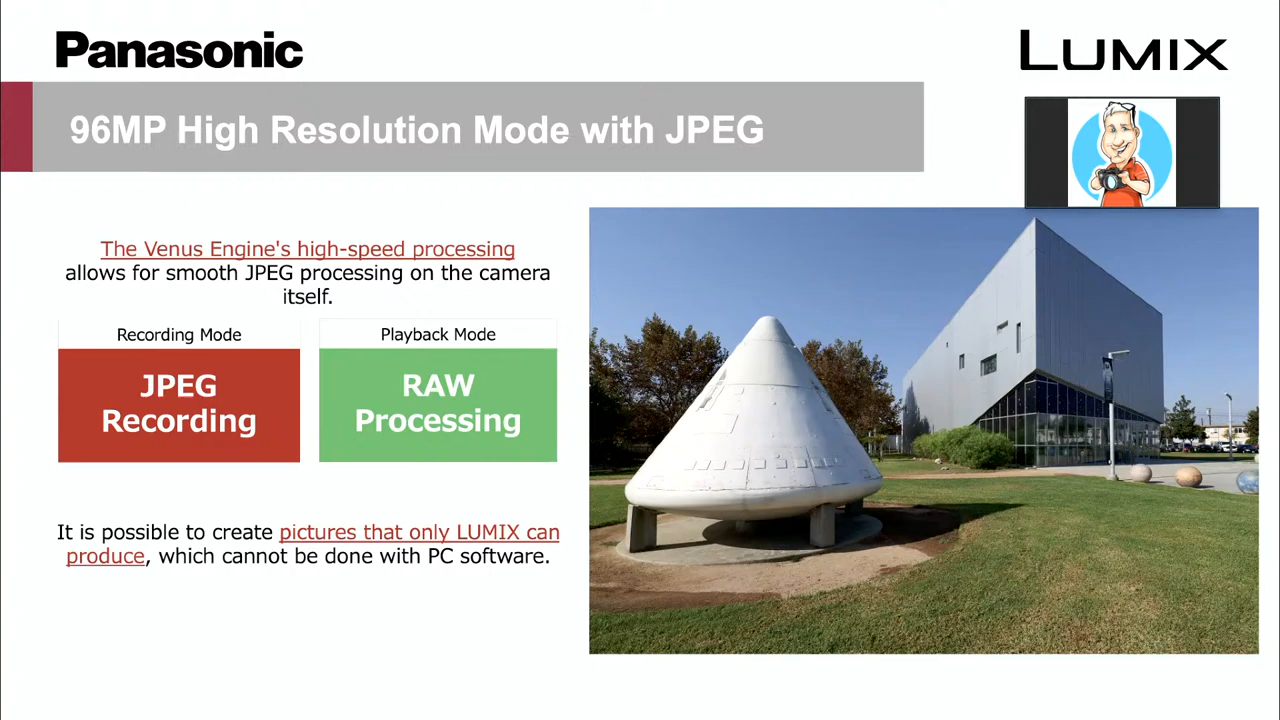 Panasonic
LUMIX
96MP High Resolution Mode with JPEG
The Venus Engine's high-speed processing
allows for smooth JPEG processing on the camera
itself.
Recording Mode
JPEG
Recording
Playback Mode
RAW
Processing
It is possible to create pictures that only LUMIX can
produce, which cannot be done with PC software.